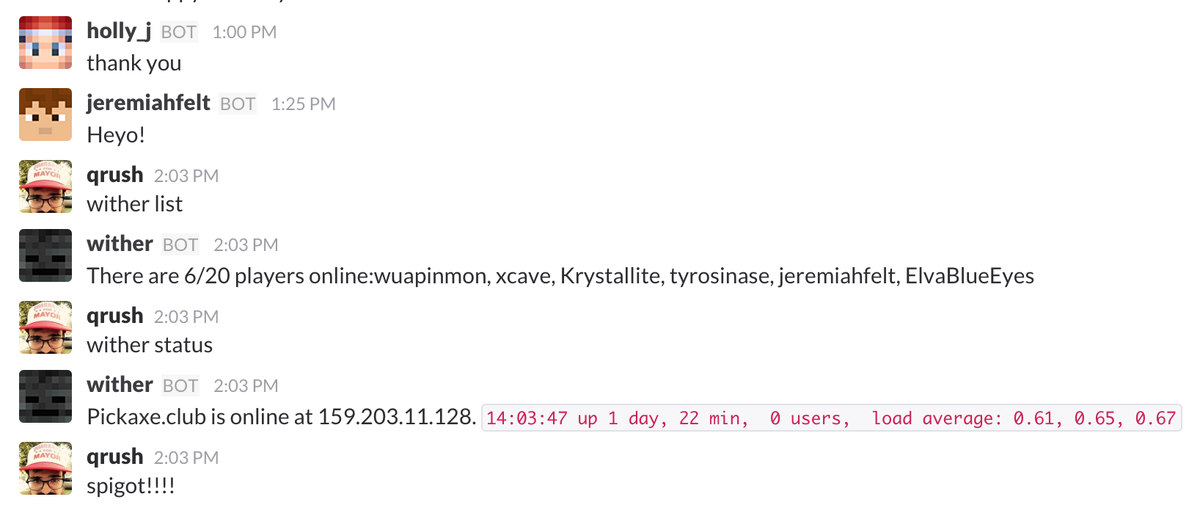 holly_j BOT 1:00 PM
thank you
jeremiahfelt BOT 1:25 PM
Heyo!
MAYOR
qrush 2:03 PM
wither list
wither BOT 2:03 PM
There are 6/20 players online:wuapinmon, xcave, Krystallite, tyrosinase, jeremiahfelt, ElvaBlueEyes
MAYOR
qrush 2:03 PM
wither status
wither BOT 2:03 PM
Pickaxe.club is online at 159.203.11.128. 14:03:47 up 1 day, 22 min,  0 users,  load average: 0.61, 0.65, 0.67
MAYOR
qrush 2:03 PM
spigot!!!!